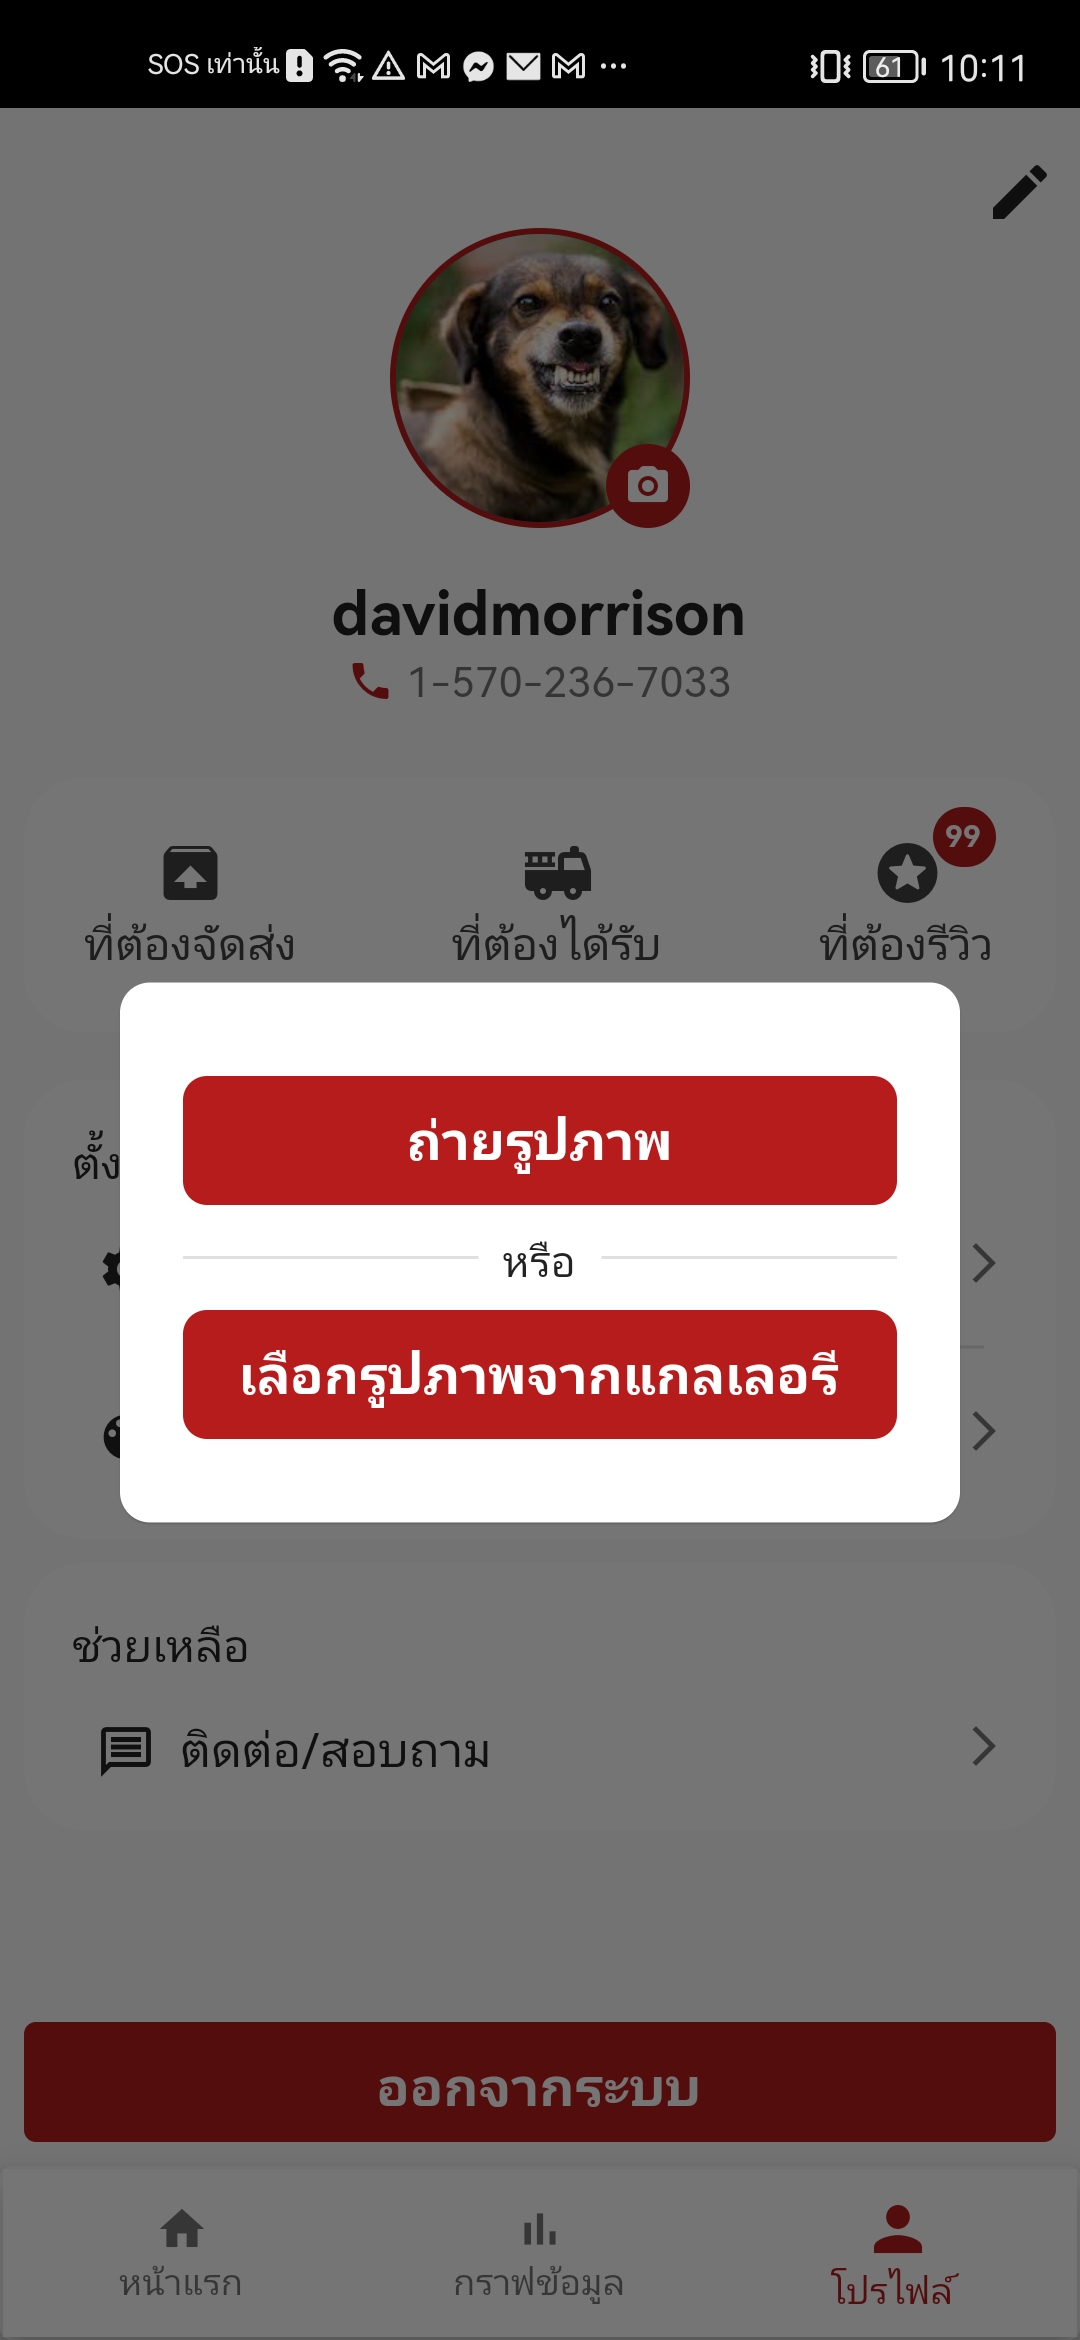 SOS เท่านั้น
61
10:11
davidmorrison
1-570-236-7033
99
ที่ต้องจัดส่ง
ที่ต้องได้รับ
ที่ต้องรีวิว
ถ่ายรูปภาพ
หรือ
เลือกรูปภาพจากแกลเลอรี
ช่วยเหลือ
ติดต่อ/สอบถาม
ออกจากระบบ
หน้าแรก
กราฟข้อมูล
โปรไฟล์